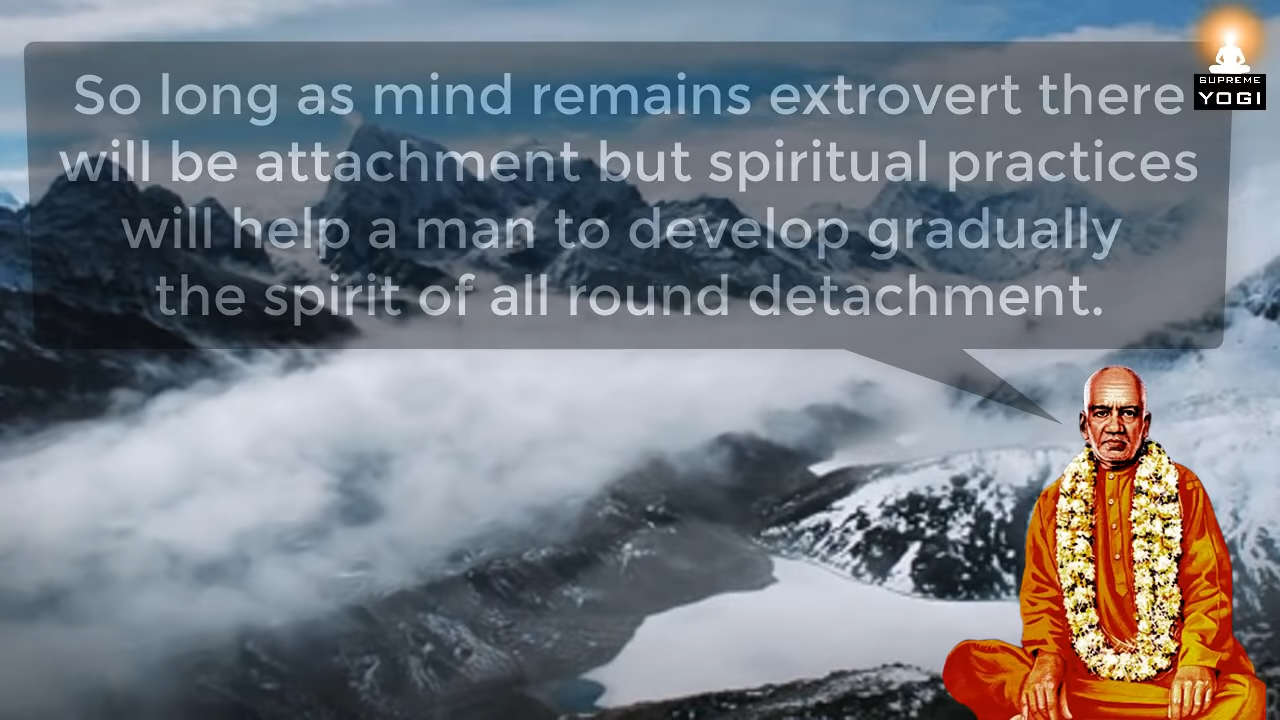 So long as mind remains extrovert there
will be attachment but spiritual practices
will help a man to develop gradually
the spirit of all round detachment.
SUPREME
YOGI